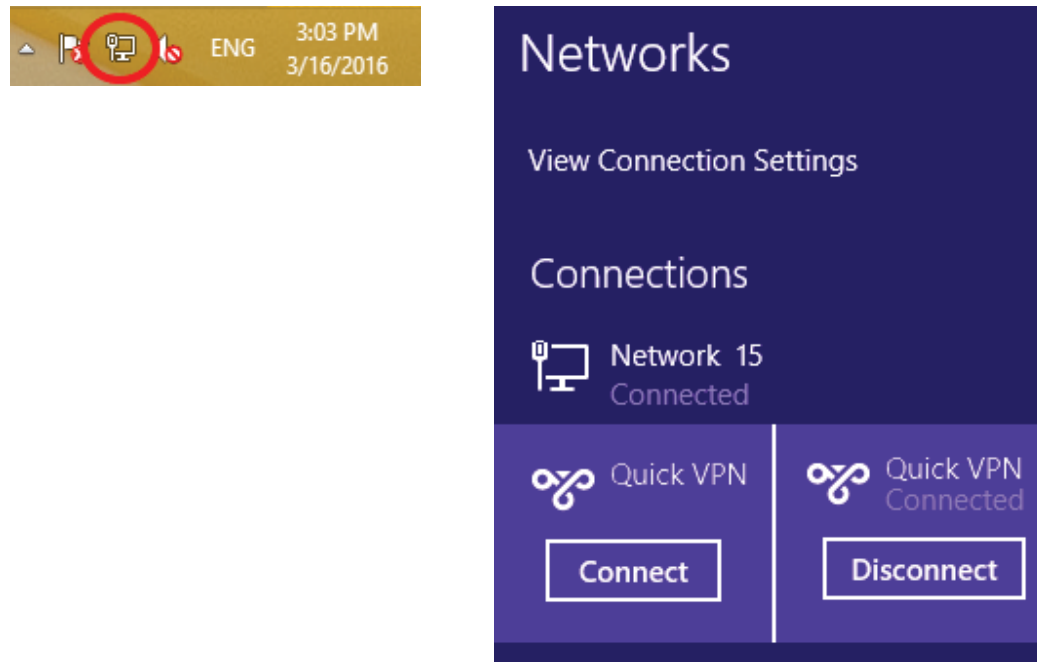 ENG
3:03 PM
3/16/2016
Networks
View Connection Settings
Connections
Network 15
Connected
Quick VPN
Connect
Quick VPN
Connected
Disconnect